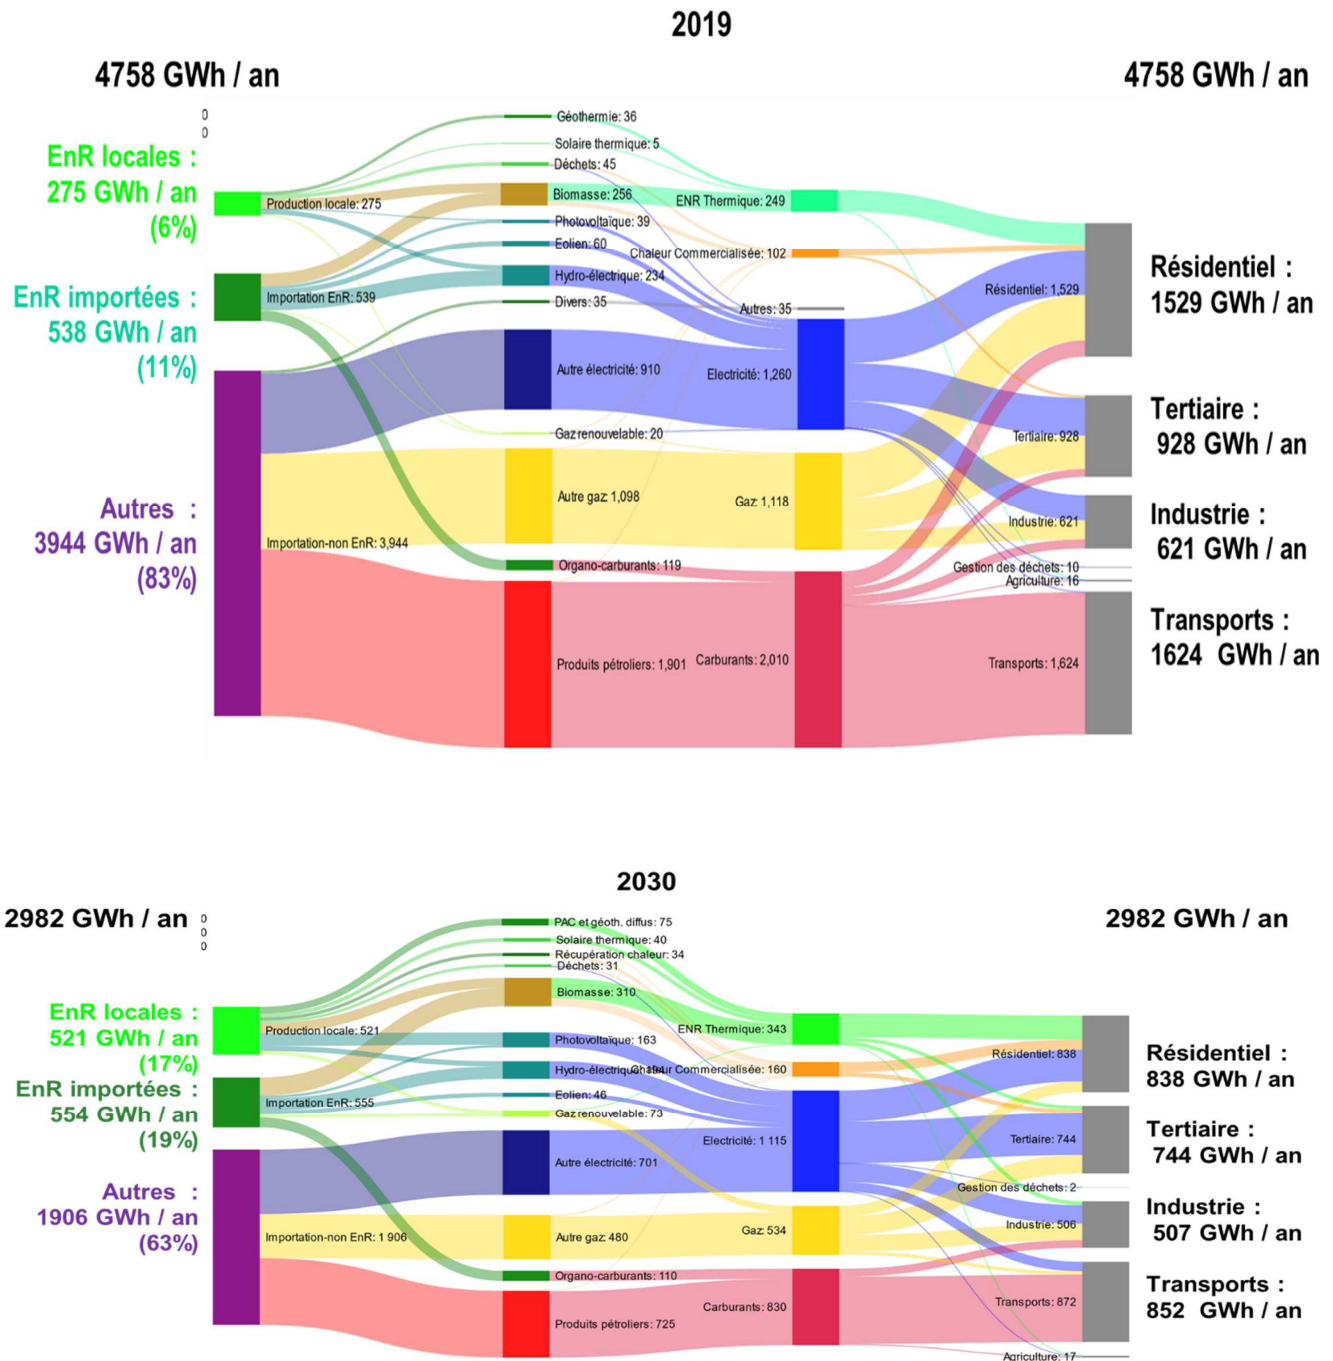 2019
4758 GWh / an
4758 GWh / an
0
0
EnR locales :
275 GWh / an
(6%)
EnR importées :
538 GWh / an
(11%)
Autres :
3944 GWh / an
(83%)
Production locale: 275
Importation EnR: 539
Importation-non EnR: 3,944
Géothermie: 36
Solaire thermique: 5
Déchets: 45
Biomasse: 256
Photovoltaïque: 39
Eolien: 60
Hydro-électrique: 234
Divers: 35
Autre électricité: 910
Gaz renouvelable: 20
Autre gaz: 1,098
Organo-carburants: 119
Produits pétroliers: 1,901
ENR Thermique: 249
Chaleur Commercialisée: 102
Autres: 35
Electricité: 1,260
Gaz: 1,118
Carburants: 2,010
Résidentiel: 1,529
Tertiaire: 928
Industrie: 621
Gestion des déchets: 10
Agriculture: 16
Transports: 1,624
Résidentiel :
1529 GWh / an
Tertiaire :
928 GWh / an
Industrie :
621 GWh / an
Transports :
1624 GWh / an
2030
2982 GWh / an
2982 GWh / an
0
0
0
EnR locales :
521 GWh / an
(17%)
EnR importées :
554 GWh / an
(19%)
Autres :
1906 GWh / an
(63%)
Production locale: 521
Importation EnR: 555
Importation-non EnR: 1 906
PAC et géoth. diffus: 75
Solaire thermique: 40
Récupération chaleur: 34
Déchets: 31
Biomasse: 310
Photovoltaïque: 163
Hydro-électrique: 194
Eolien: 46
Gaz renouvelable: 73
Autre électricité: 701
Autre gaz: 480
Organo-carburants: 110
Produits pétroliers: 725
ENR Thermique: 343
Chaleur Commercialisée: 160
Electricité: 1 115
Gaz: 534
Carburants: 830
Résidentiel: 838
Tertiaire: 744
Gestion des déchets: 2
Industrie: 506
Transports: 872
Agriculture: 17
Résidentiel :
838 GWh / an
Tertiaire :
744 GWh / an
Industrie :
507 GWh / an
Transports :
852 GWh / an